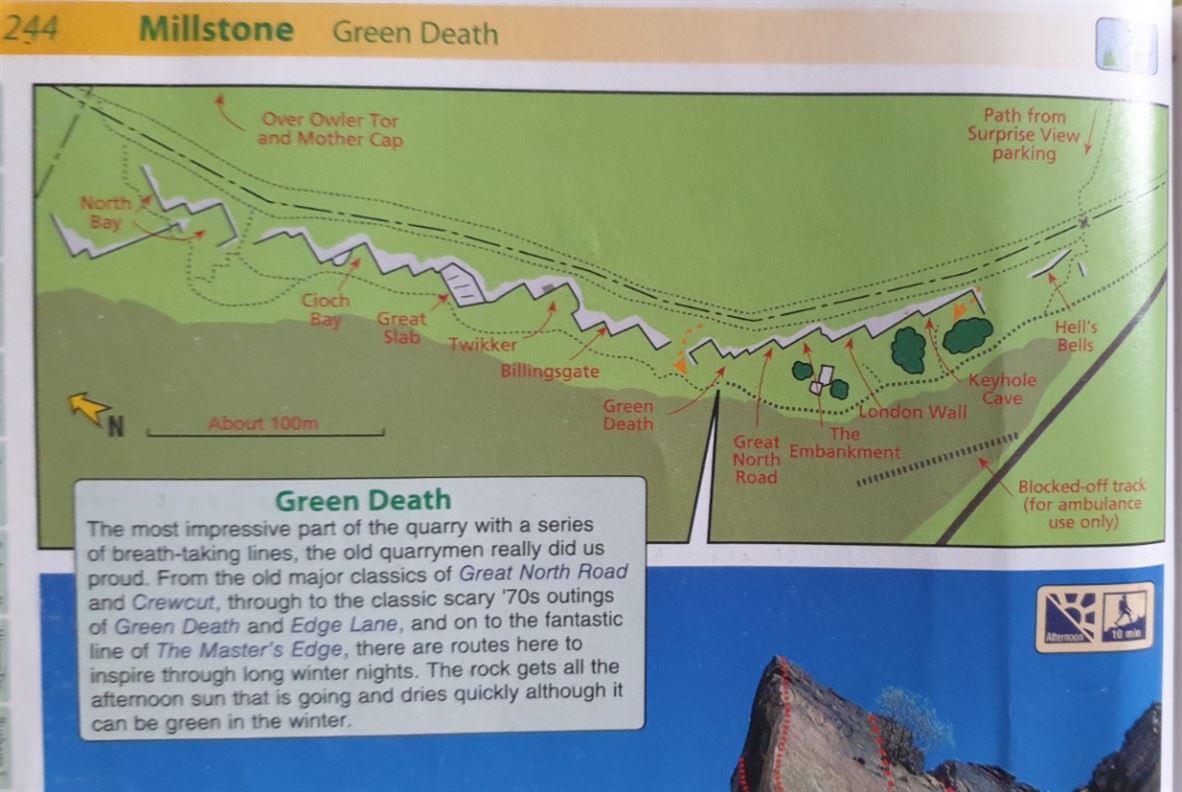 244 Millstone Green Death
Over Owler Tor
and Mother Cap
Path from
Surprise View
parking
North
Bay
Cioch
Bay
Great
Slab
Twikker
Billingsgate
Green
Death
Great
North
Road
The
Embankment
London Wall
Keyhole
Cave
Hell's
Bells
N
About 100m
Blocked-off track
(for ambulance
use only)
Green Death
The most impressive part of the quarry with a series
of breath-taking lines, the old quarrymen really did us
proud. From the old major classics of Great North Road
and Crewcut, through to the classic scary '70s outings
of Green Death and Edge Lane, and on to the fantastic
line of The Master's Edge, there are routes here to
inspire through long winter nights. The rock gets all the
afternoon sun that is going and dries quickly although it
can be green in the winter.
Afternoon
10 min